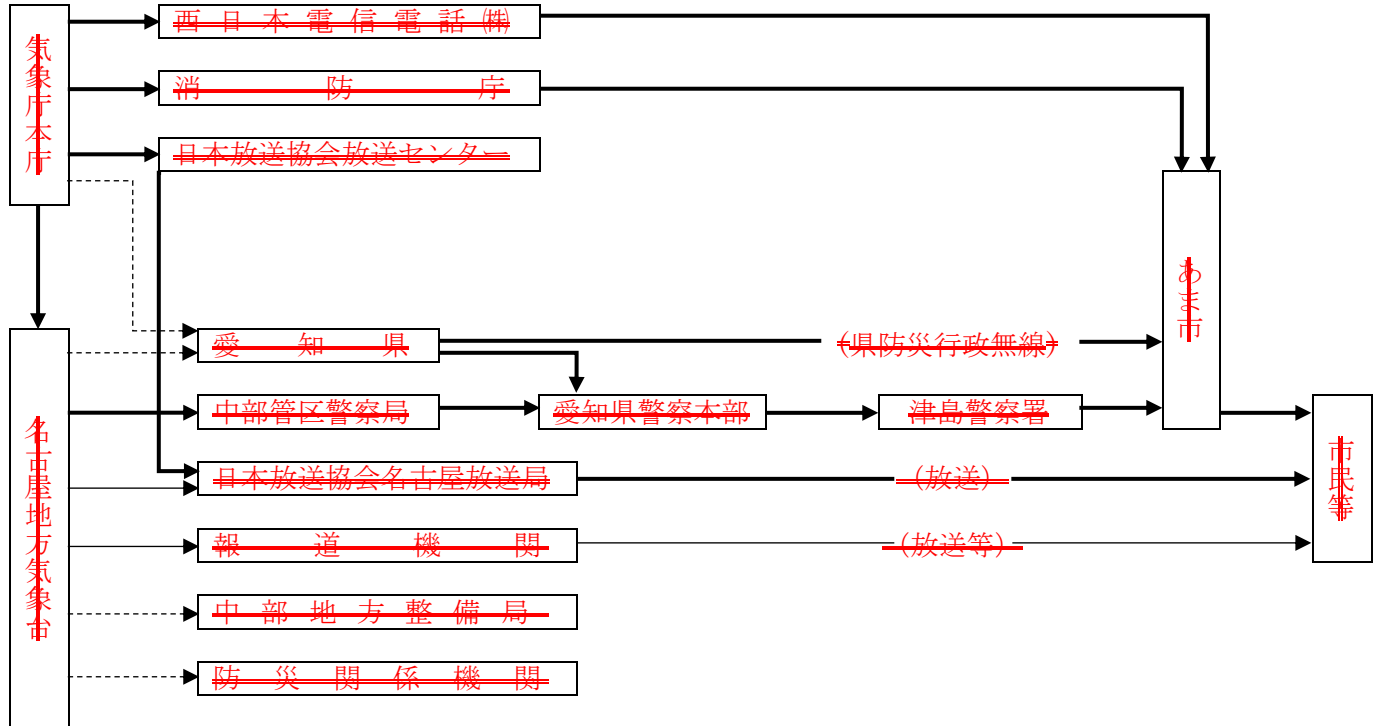 気象庁本庁
西日本電信電話㈱
消防庁
日本放送協会放送センター
あま市
愛知県
(県防災行政無線)
中部管区警察局
愛知県警察本部
津島警察署
名古屋地方気象台
日本放送協会名古屋放送局
(放送)
市民等
報道機関
(放送等)
中部地方整備局
防災関係機関